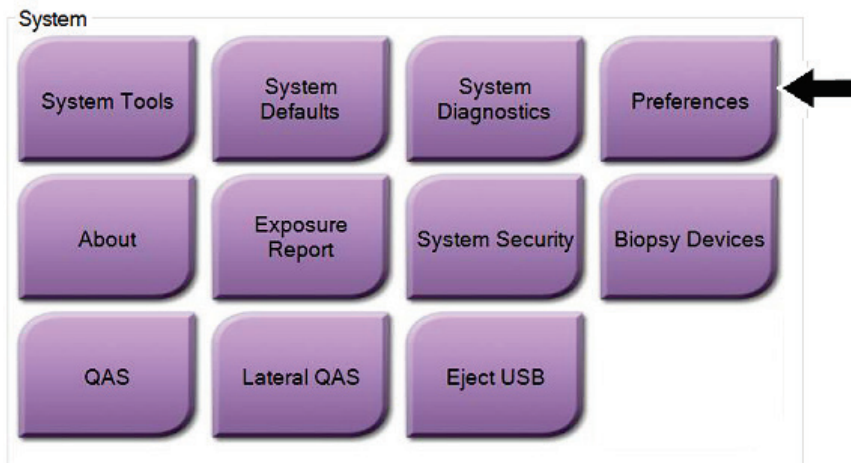 System
System Tools
System
Defaults
System
Diagnostics
Preferences
About
Exposure
Report
System Security
Biopsy Devices
QAS
Lateral QAS
Eject USB